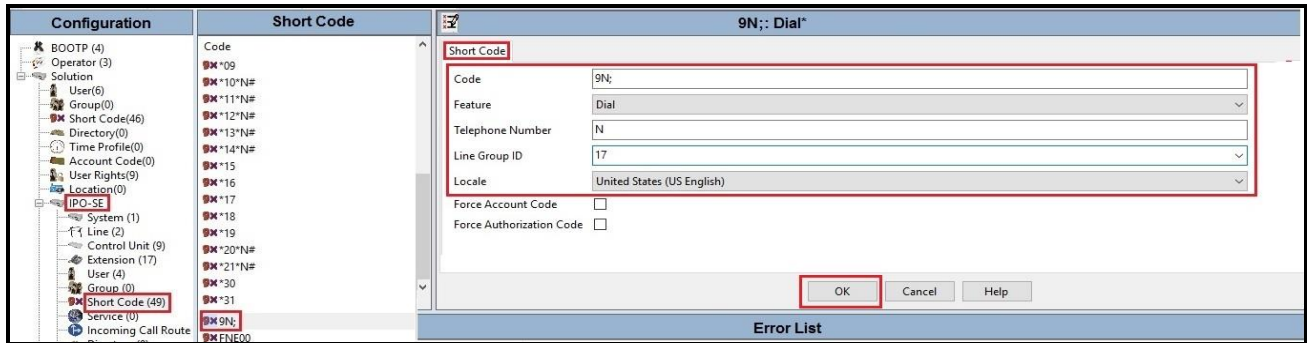 Configuration
BOOTP (4)
Operator (3)
Solution
User(6)
Group(0)
Short Code(46)
Directory(0)
Time Profile(0)
Account Code(0)
User Rights(9)
Location(0)
IPO-SE
System (1)
Line (2)
Control Unit (9)
Extension (17)
User (4)
Group (0)
Short Code (49)
Service (0)
Incoming Call Route
Short Code
Code
*09
*10*N#
*11*N#
*12*N#
*13*N#
*14*N#
*15
*16
*17
*18
*19
*20*N#
*21*N#
*30
*31
9N;
FNE00
9N;: Dial*
Short Code
Code 9N;
Feature Dial
Telephone Number N
Line Group ID 17
Locale United States (US English)
Force Account Code
Force Authorization Code
OK Cancel Help
Error List